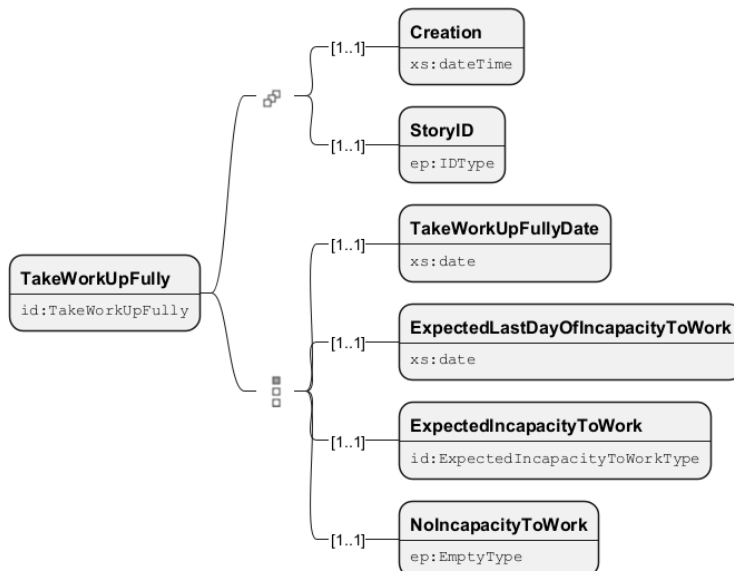 TakeWorkUpFully
id:TakeWorkUpFully
[1..1]
Creation
xs:dateTime
[1..1]
StoryID
ep:IDType
[1..1]
TakeWorkUpFullyDate
xs:date
[1..1]
ExpectedLastDayOfIncapacityToWork
xs:date
[1..1]
ExpectedIncapacityToWork
id:ExpectedIncapacityToWorkType
[1..1]
NoIncapacityToWork
ep:EmptyType